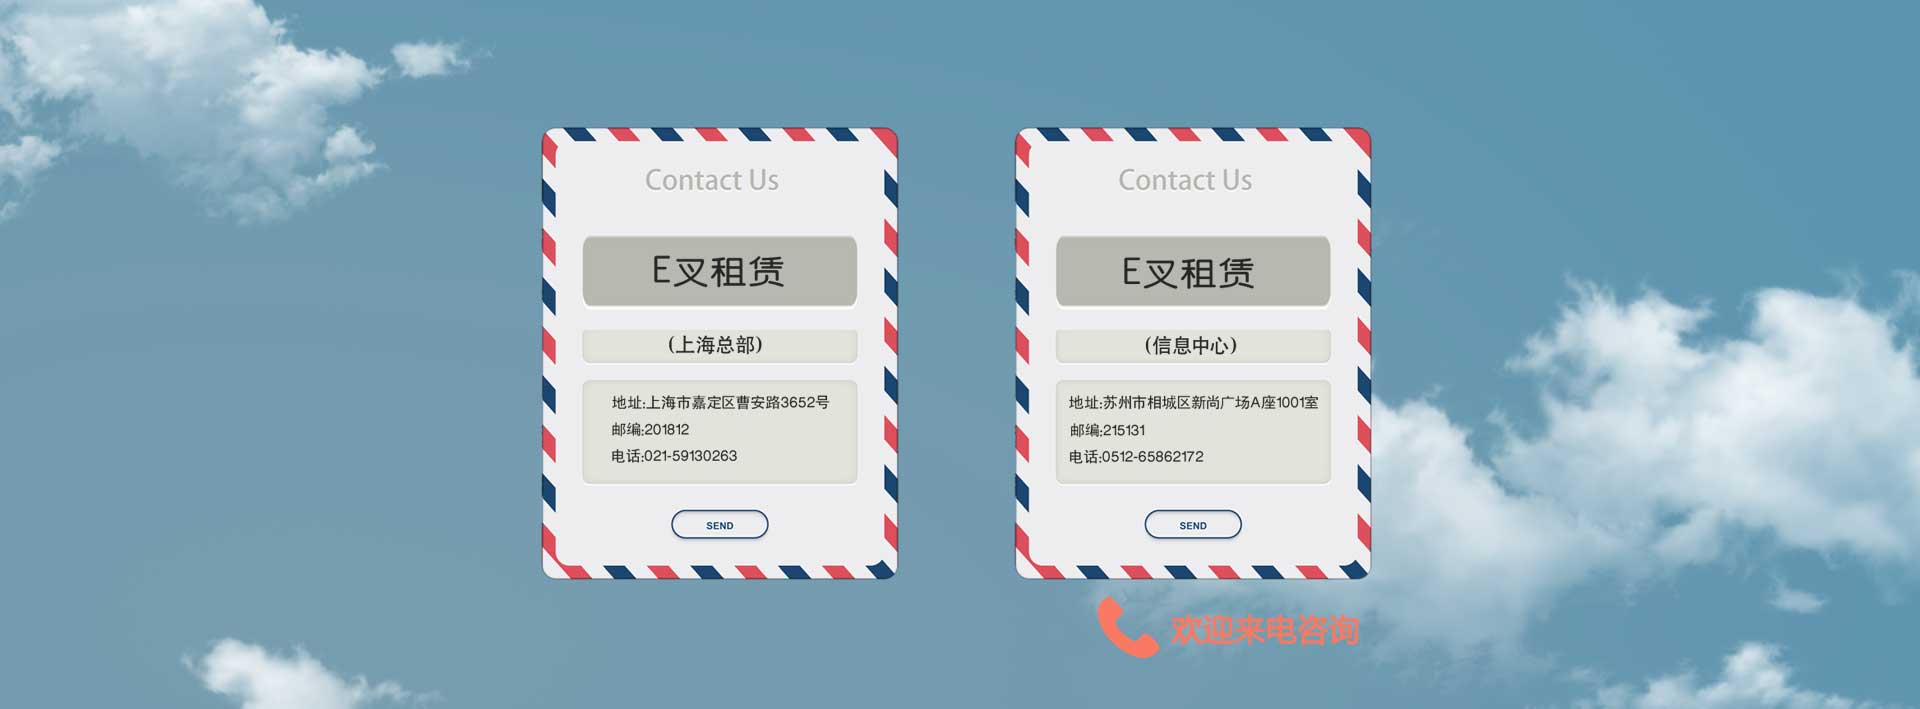 Contact Us
E叉租赁
(上海总部)
地址:上海市嘉定区曹安路3652号
邮编:201812
电话:021-59130263
SEND
Contact Us
E叉租赁
(信息中心)
地址:苏州市相城区新尚广场A座1001室
邮编:215131
电话:0512-65862172
SEND
欢迎来电咨询